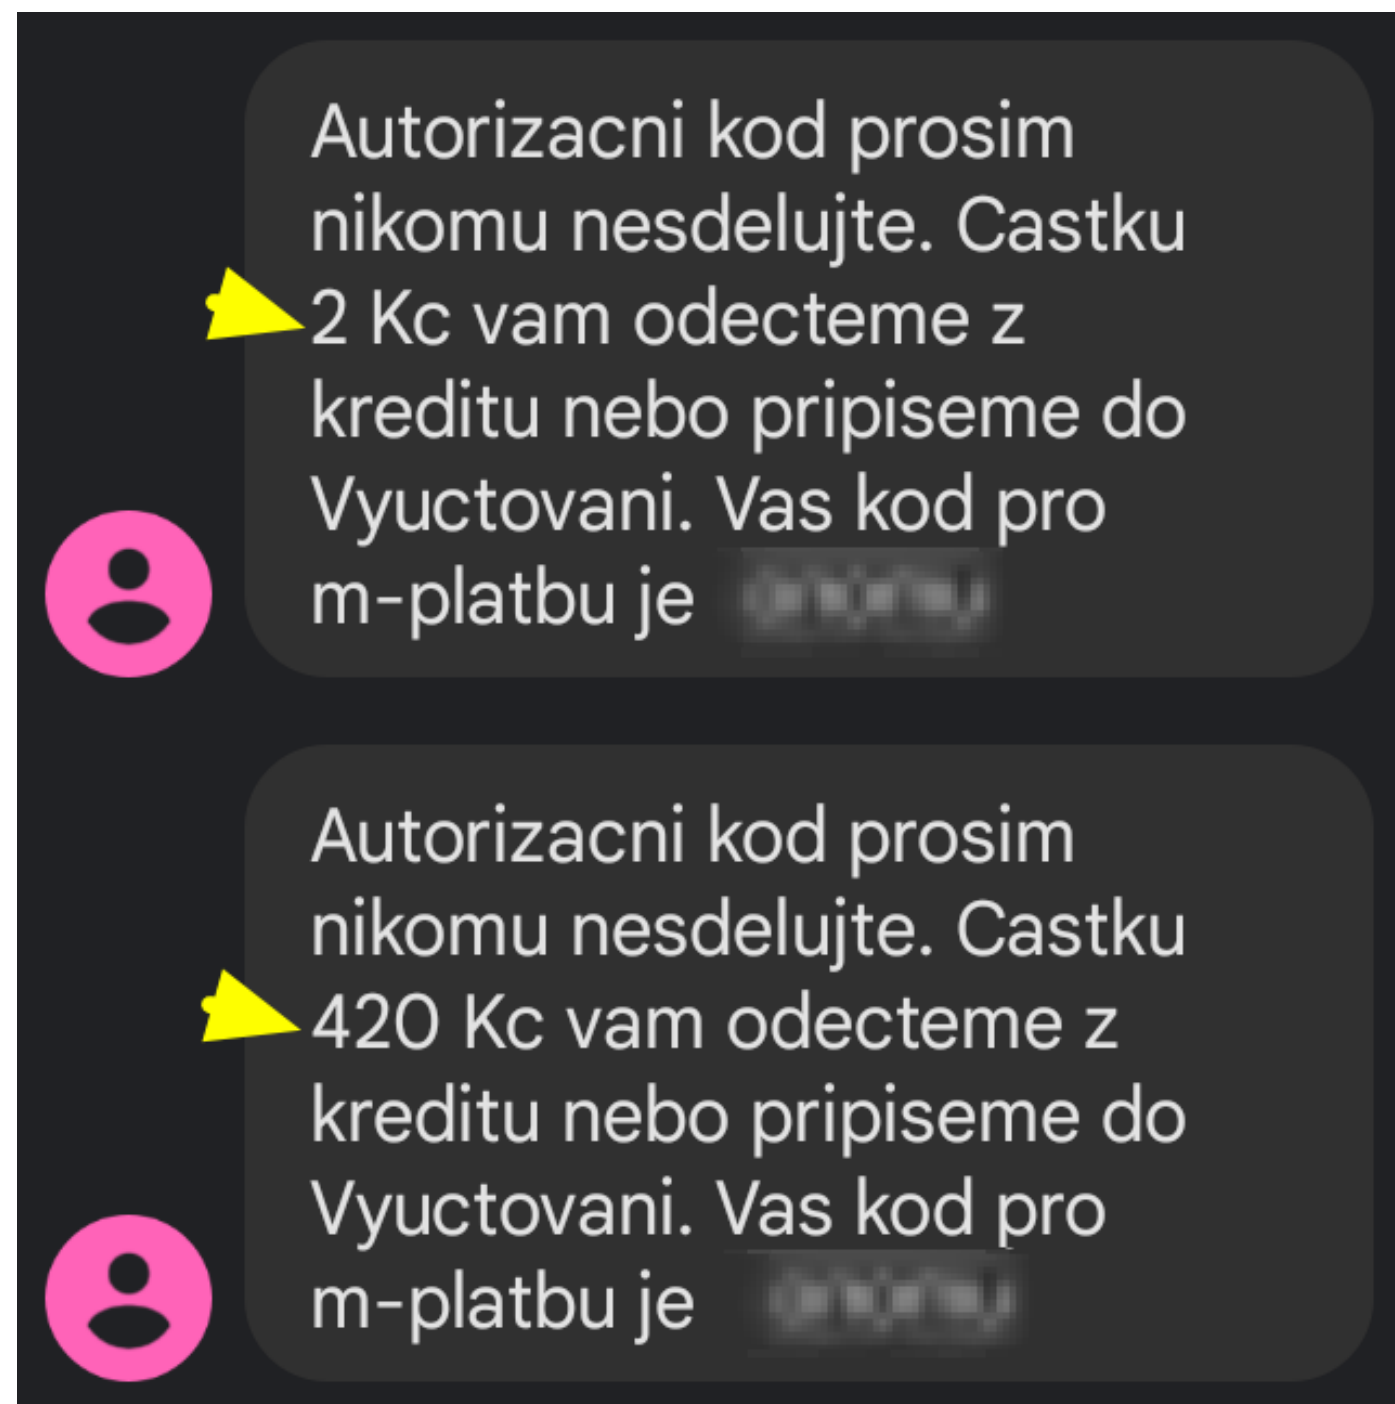 Autorizacni kod prosim
nikomu nesdelujte. Castku
2 Kc vam odecteme z
kreditu nebo pripiseme do
Vyuctovani. Vas kod pro
m-platbu je
Autorizacni kod prosim
nikomu nesdelujte. Castku
420 Kc vam odecteme z
kreditu nebo pripiseme do
Vyuctovani. Vas kod pro
m-platbu je